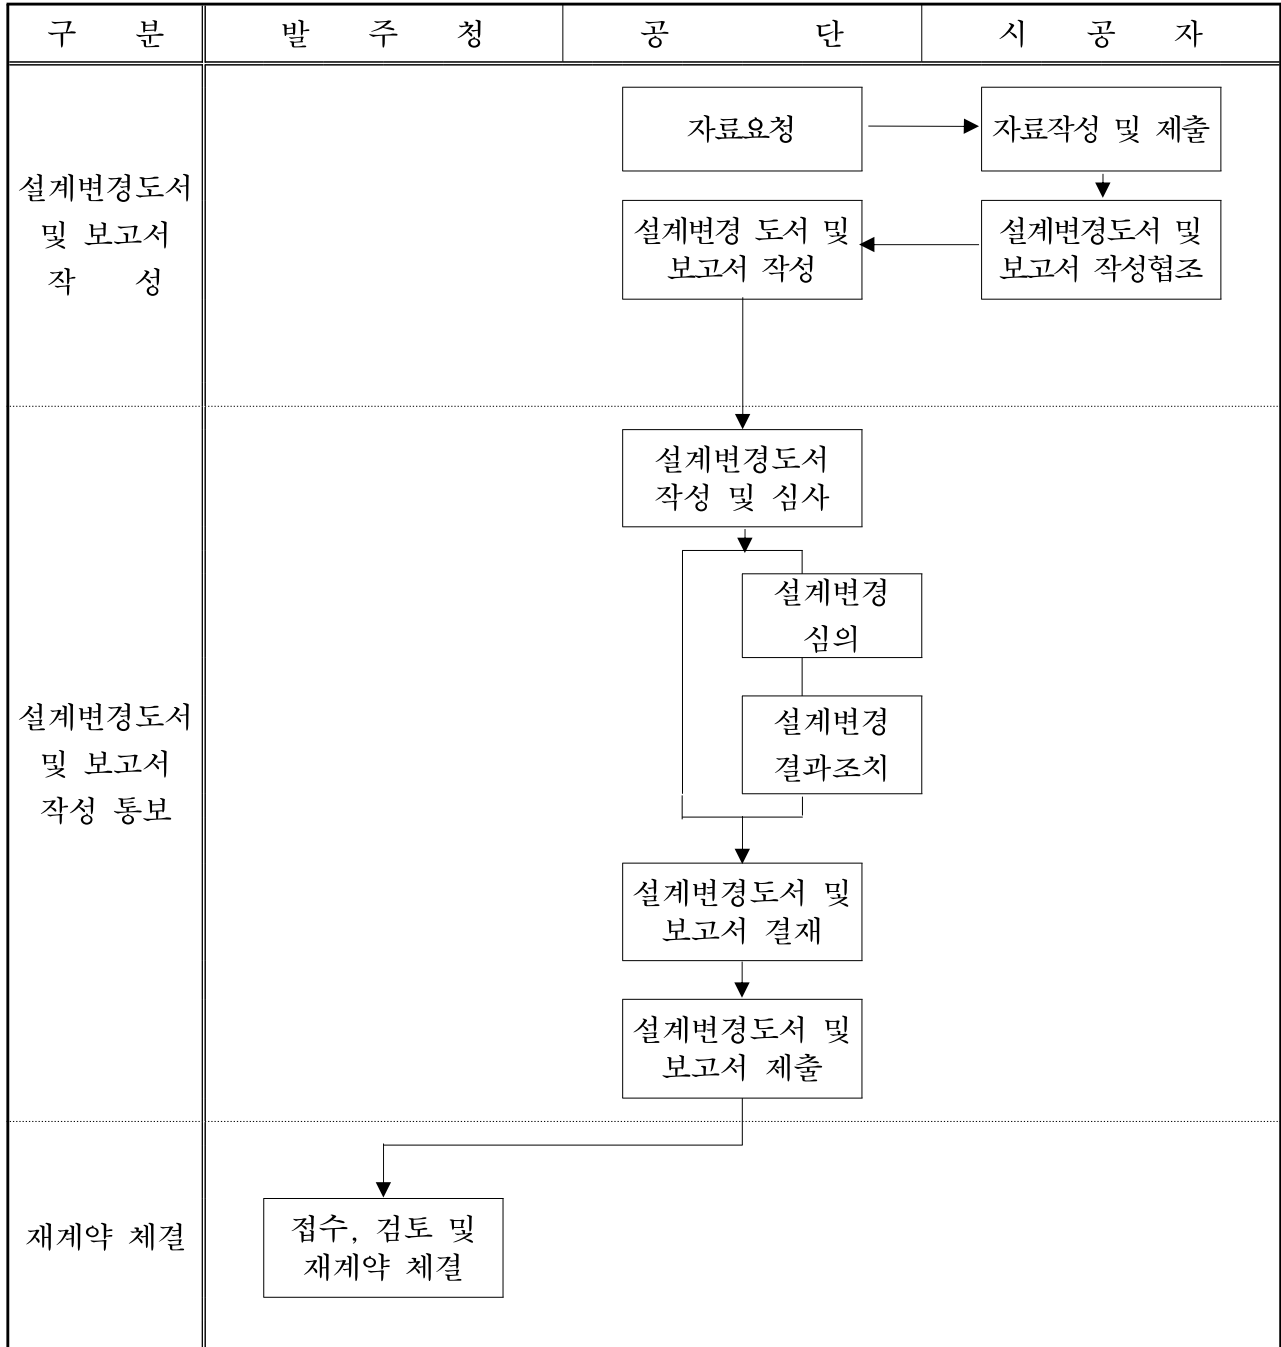 구 분
발 주 청
공 단
시 공 자
설계변경도서
및 보고서
작 성
자료요청
자료작성 및 제출
설계변경 도서 및
보고서 작성
설계변경도서 및
보고서 작성협조
설계변경도서
및 보고서
작성 통보
설계변경도서
작성 및 심사
설계변경
심의
설계변경
결과조치
설계변경도서 및
보고서 결재
설계변경도서 및
보고서 제출
재계약 체결
접수, 검토 및
재계약 체결